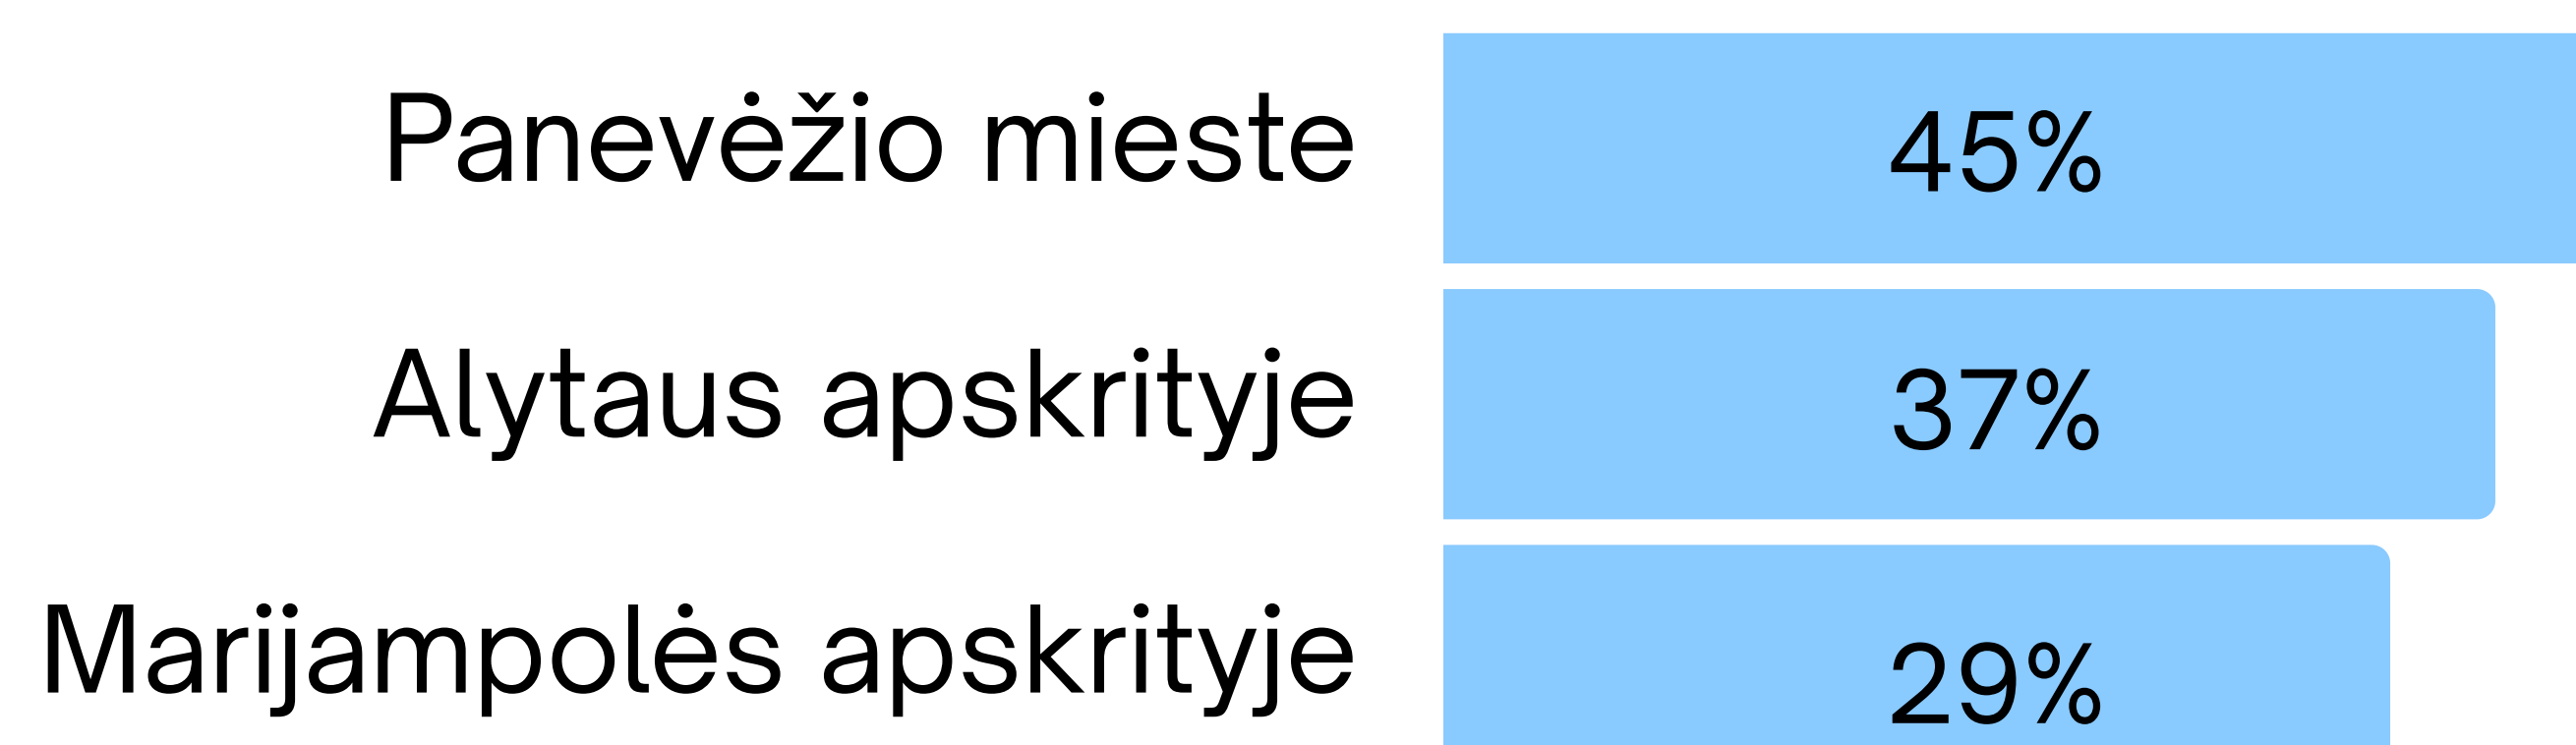 Panevėžio mieste 45%
Alytaus apskrityje 37%
Marijampolės apskrityje 29%